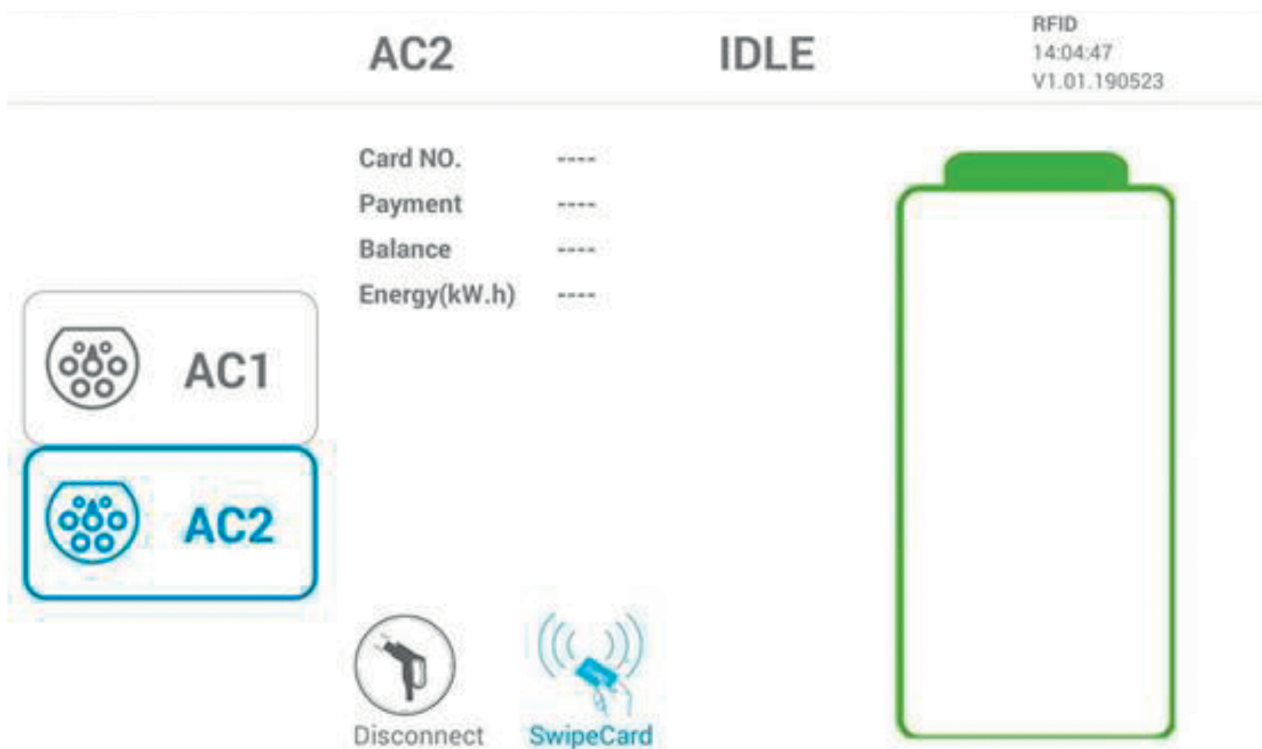 AC2 IDLE RFID
14:04:47
V1.01.190523
Card NO. ----
Payment ----
Balance ----
Energy(kW.h) ----
AC1
AC2
Disconnect SwipeCard